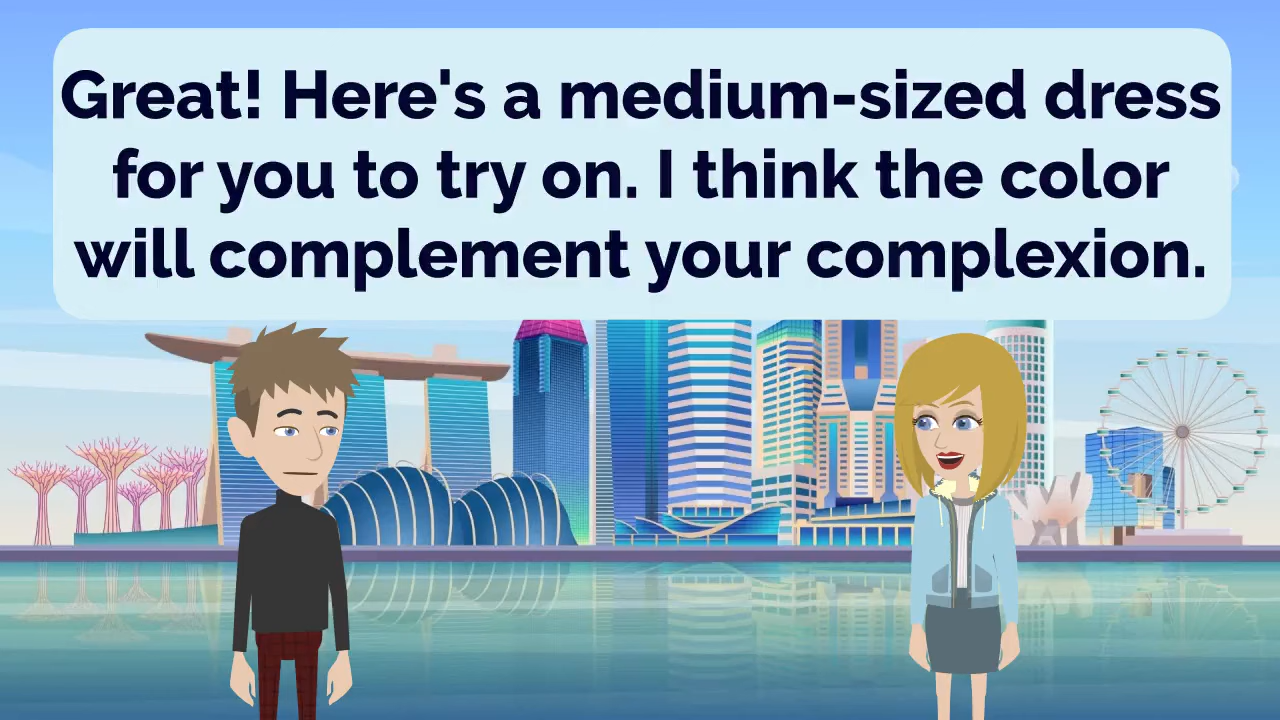 Great! Here's a medium-sized dress
for you to try on. I think the color
will complement your complexion.